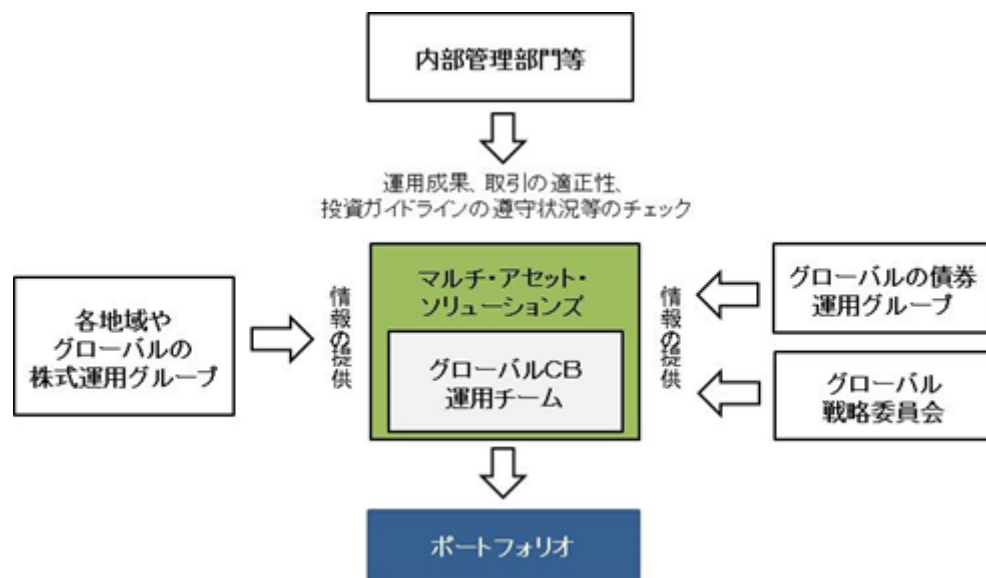 内部管理部門等
運用成果、取引の適正性、
投資ガイドラインの遵守状況等のチェック
各地域や
グローバルの
株式運用グループ
情報の提供
マルチ・アセット・
ソリューションズ
グローバルCB
運用チーム
情報の提供
グローバルの債券
運用グループ
グローバル
戦略委員会
ポートフォリオ